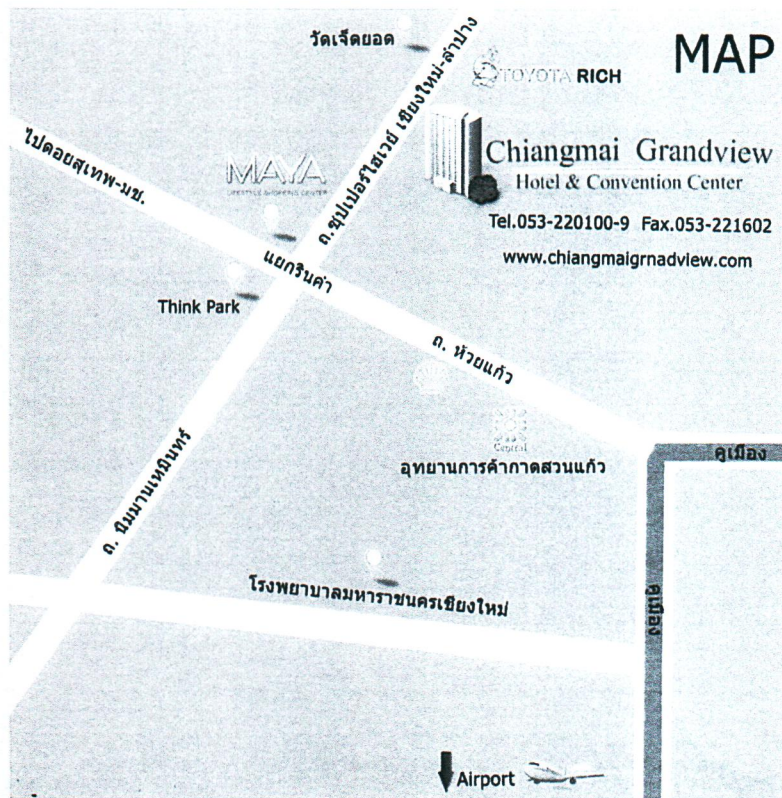 วัดเจ็ดยอด
MAP
TOYOTA RICH
ถ.ซุปเปอร์ไฮเวย์ เชียงใหม่-ลำปาง
ไปดอยสุเทพ-มช.
MAYA
LIFESTYLE SHOPPING CENTER
Chiangmai Grandview
Hotel & Convention Center
Tel.053-220100-9 Fax.053-221602
www.chiangmaigrnadview.com
แยกรินคำ
Think Park
ถ. ห้วยแก้ว
Central
อุทยานการค้ากาดสวนแก้ว
คูเมือง
ถ. นิมมานเหมินทร์
โรงพยาบาลมหาราชนครเชียงใหม่
คูเมือง
Airport